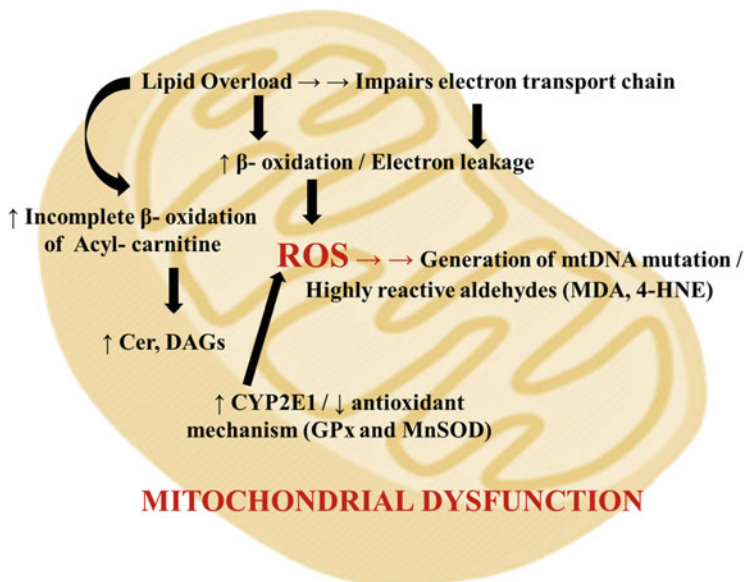 Lipid Overload → → Impairs electron transport chain
↑ β- oxidation / Electron leakage
↑ Incomplete β- oxidation
of Acyl- carnitine
ROS → → Generation of mtDNA mutation /
Highly reactive aldehydes (MDA, 4-HNE)
↑ Cer, DAGs
↑ CYP2E1 / ↓ antioxidant
mechanism (GPx and MnSOD)
MITOCHONDRIAL DYSFUNCTION